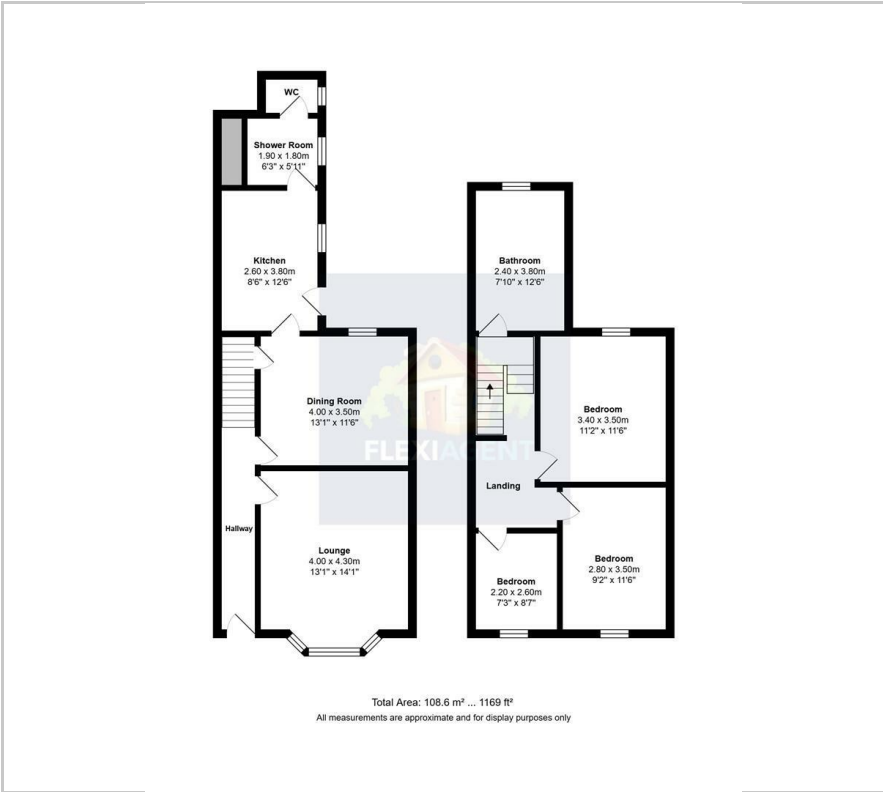 WC
Shower Room
1.90 x 1.80m
6'3" x 5'11"
Kitchen
2.60 x 3.80m
8'6" x 12'6"
Dining Room
4.00 x 3.50m
13'1" x 11'6"
Hallway
Lounge
4.00 x 4.30m
13'1" x 14'1"
Bathroom
2.40 x 3.80m
7'10" x 12'6"
Bedroom
3.40 x 3.50m
11'2" x 11'6"
Landing
Bedroom
2.80 x 3.50m
9'2" x 11'6"
Bedroom
2.20 x 2.60m
7'3" x 8'7"
FLEXIAGENT
Total Area: 108.6 m² ... 1169 ft²
All measurements are approximate and for display purposes only